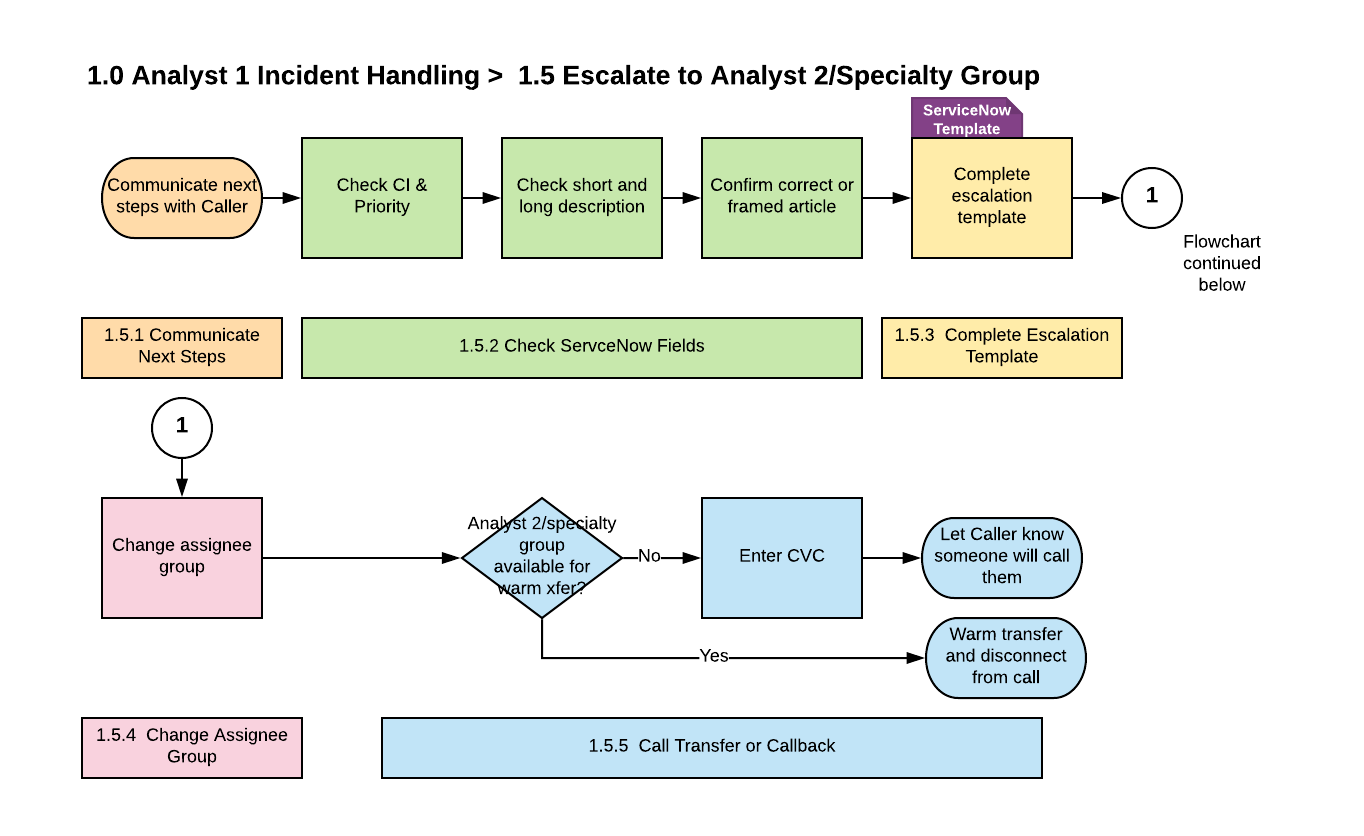 1.0 Analyst 1 Incident Handling > 1.5 Escalate to Analyst 2/Specialty Group
ServiceNow
Template
Communicate next
steps with Caller
Check CI &
Priority
Check short and
long description
Confirm correct or
framed article
Complete
escalation
template
1
Flowchart
continued
below
1.5.1 Communicate
Next Steps
1.5.2 Check ServceNow Fields
1.5.3 Complete Escalation
Template
1
Change assignee
group
Analyst 2/specialty
group
available for
warm xfer?
No
Enter CVC
Let Caller know
someone will call
them
Yes
Warm transfer
and disconnect
from call
1.5.4 Change Assignee
Group
1.5.5 Call Transfer or Callback